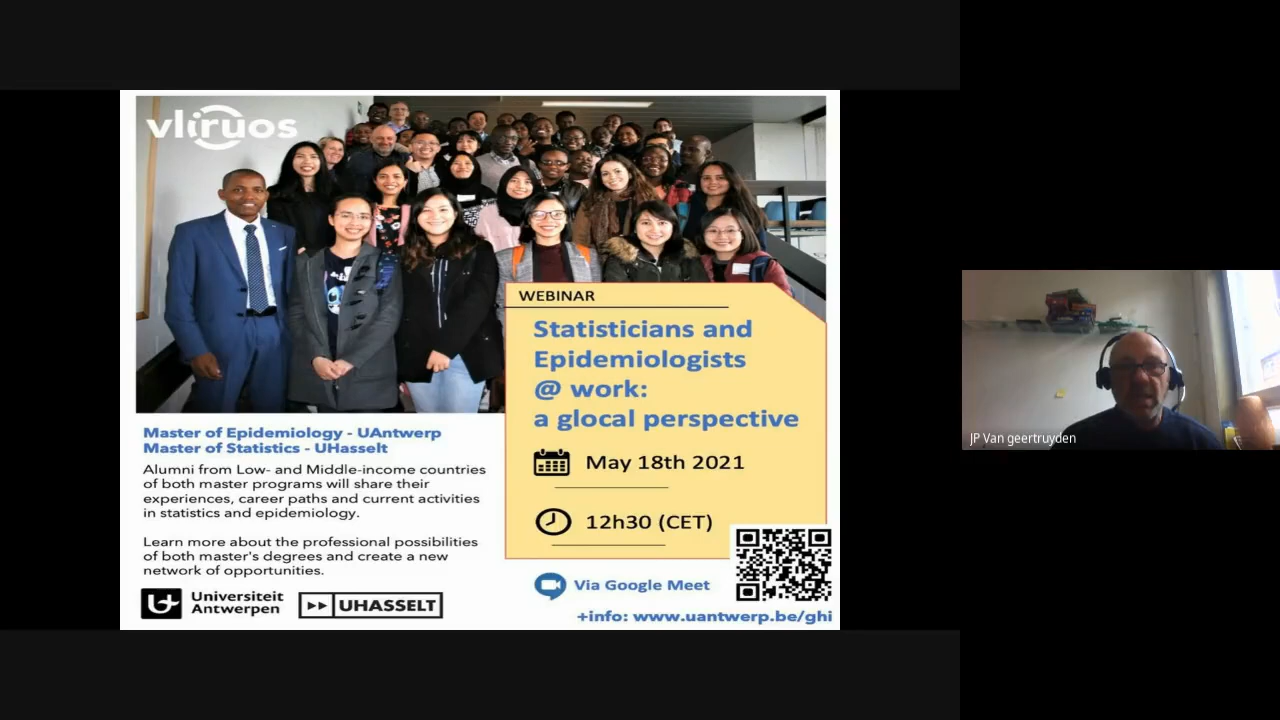 vliruos
WEBINAR
Statisticians and
Epidemiologists
@ work:
a glocal perspective
May 18th 2021
12h30 (CET)
Via Google Meet
+info: www.uantwerp.be/ghi
Master of Epidemiology - UAntwerp
Master of Statistics - UHasselt
Alumni from Low- and Middle-income countries
of both master programs will share their
experiences, career paths and current activities
in statistics and epidemiology.
Learn more about the professional possibilities
of both master's degrees and create a new
network of opportunities.
Universiteit
Antwerpen
UHASSELT
JP Van geertruyden